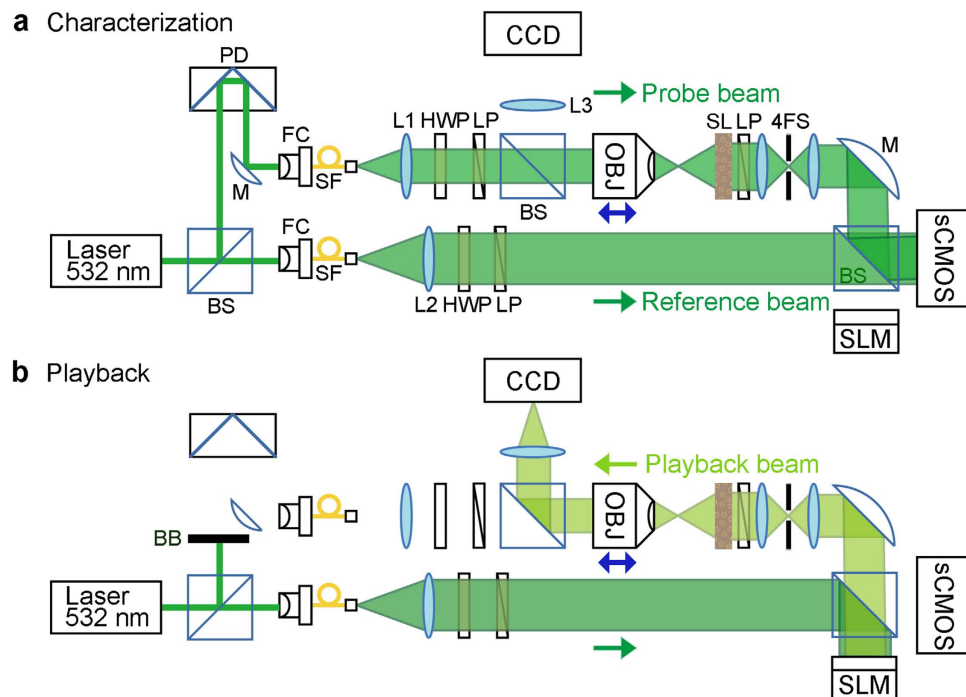 a Characterization
CCD
PD
Probe beam
L3
FC
L1 HWP LP
SL LP 4FS
M
OBJ
M
SF
BS
FC
Laser
532 nm
SF
BS
sCMOS
BS
L2 HWP LP
Reference beam
SLM
b Playback
CCD
Playback beam
OBJ
BB
Laser
532 nm
sCMOS
SLM